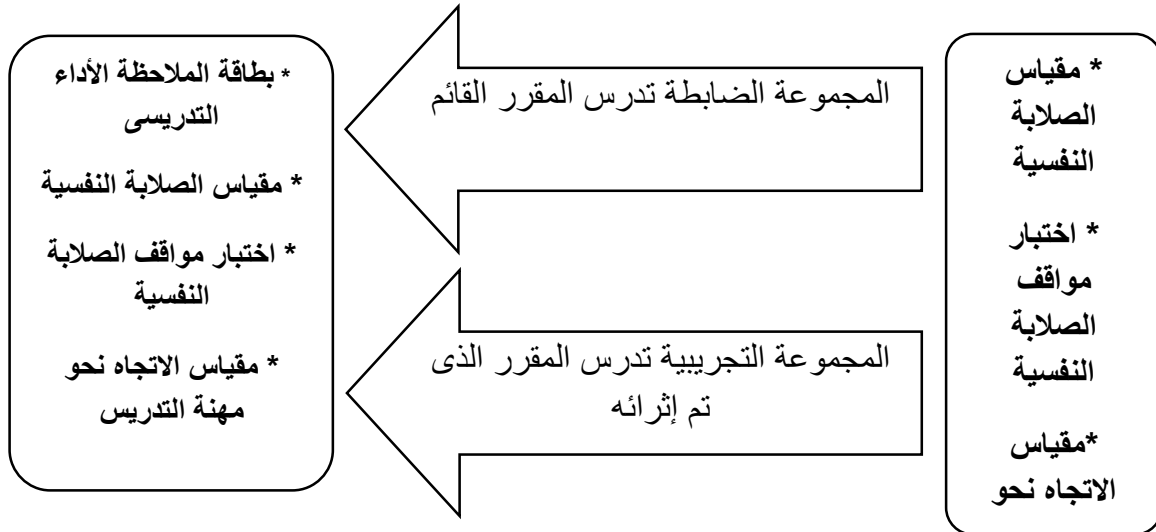 * مقياس
الصلابة
النفسية
* اختبار
مواقف
الصلابة
النفسية
*مقياس
الاتجاه نحو
المجموعة الضابطة تدرس المقرر القائم
المجموعة التجريبية تدرس المقرر الذى
تم إثرائه
* بطاقة الملاحظة الأداء
التدريسى
* مقياس الصلابة النفسية
* اختبار مواقف الصلابة
النفسية
* مقياس الاتجاه نحو
مهنة التدريس